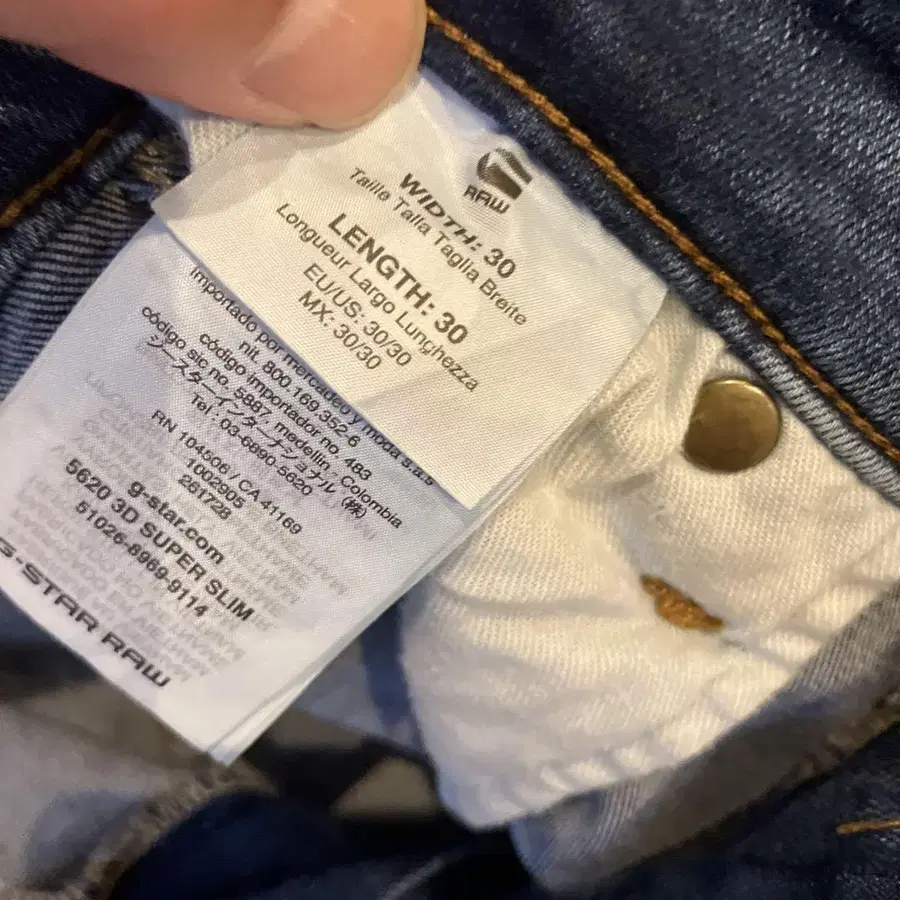 RAW
WIDTH: 30
Taille Talla Taglia Breite
LENGTH: 30
Longueur Largo Lunghezza
EU/US: 30/30
MX: 30/30
Importado por mercadeo y moda s.a.s
nit. 800.169.352-6
código importador no. 483
código sic no. 5887, medellin, Colombia
ジースターインターナショナル (株)
Tel : 03-6890-5620
RN 104506 / CA 41169
1002905
261728
g-star.com
5620 3D SUPER SLIM
51026-8969-9114
G-STAR RAW